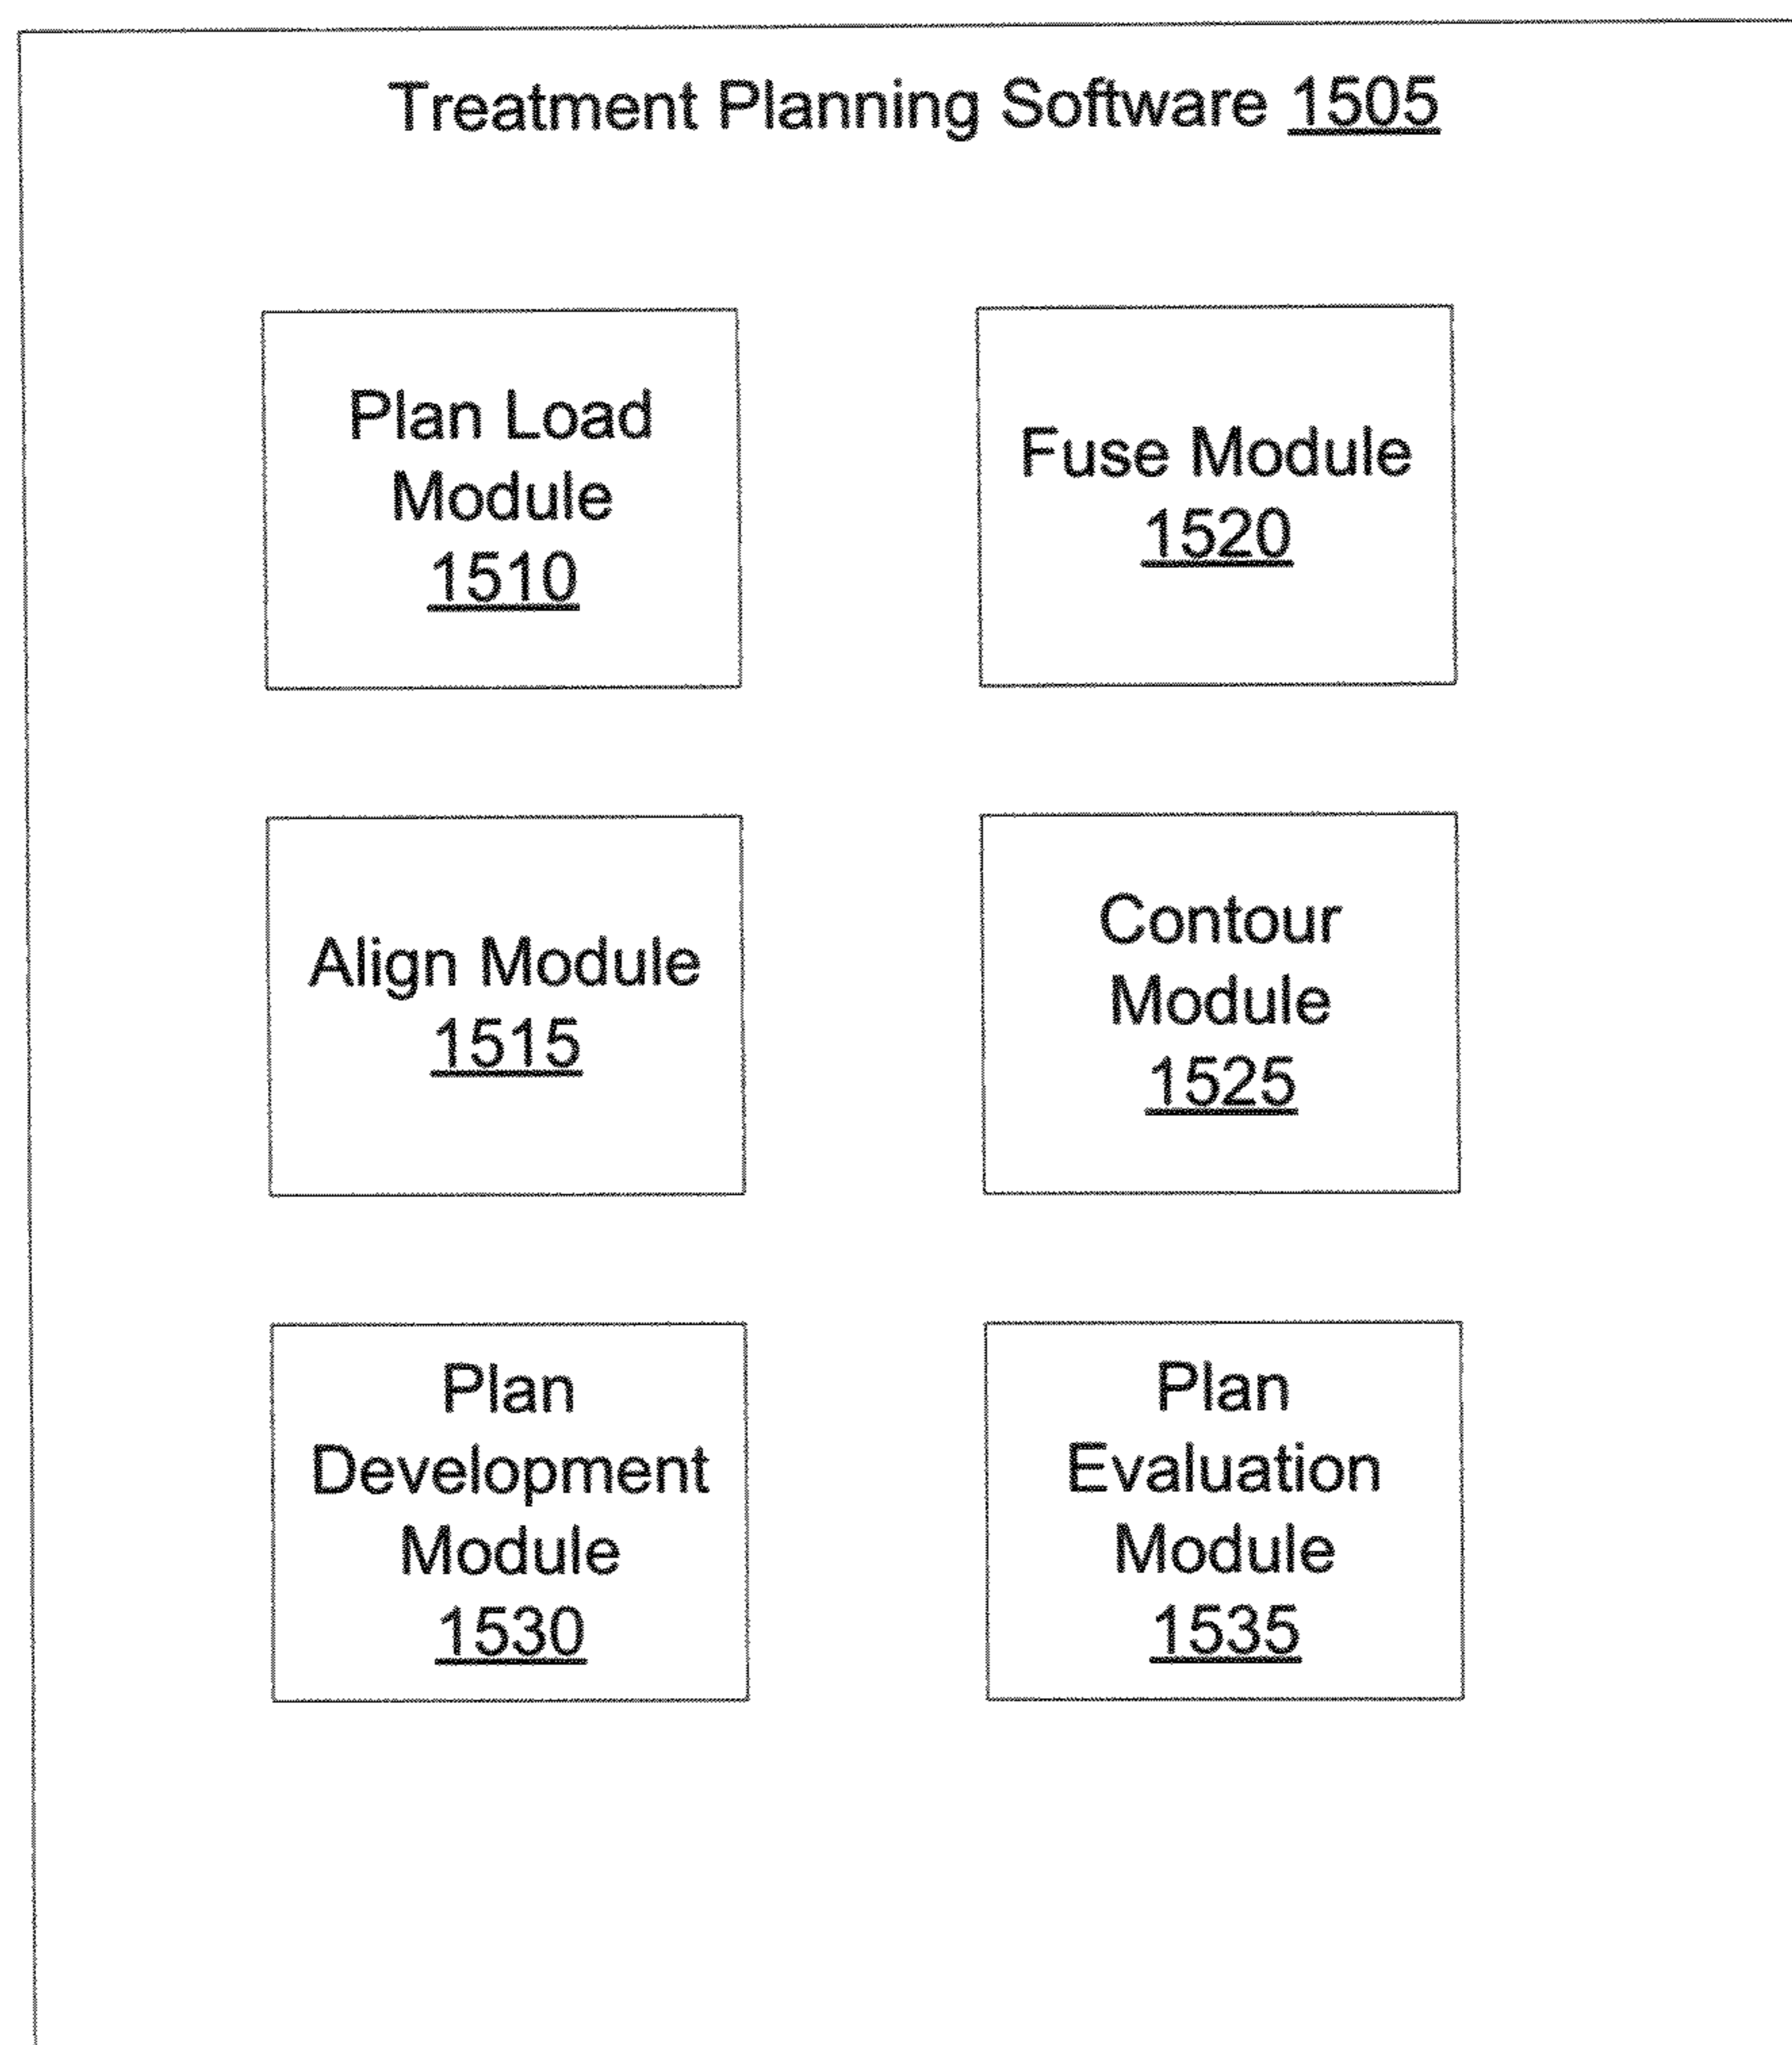 Treatment Planning Software 1505
Plan Load
Module
1510
Fuse Module
1520
Align Module
1515
Contour
Module
1525
Plan
Development
Module
1530
Plan
Evaluation
Module
1535